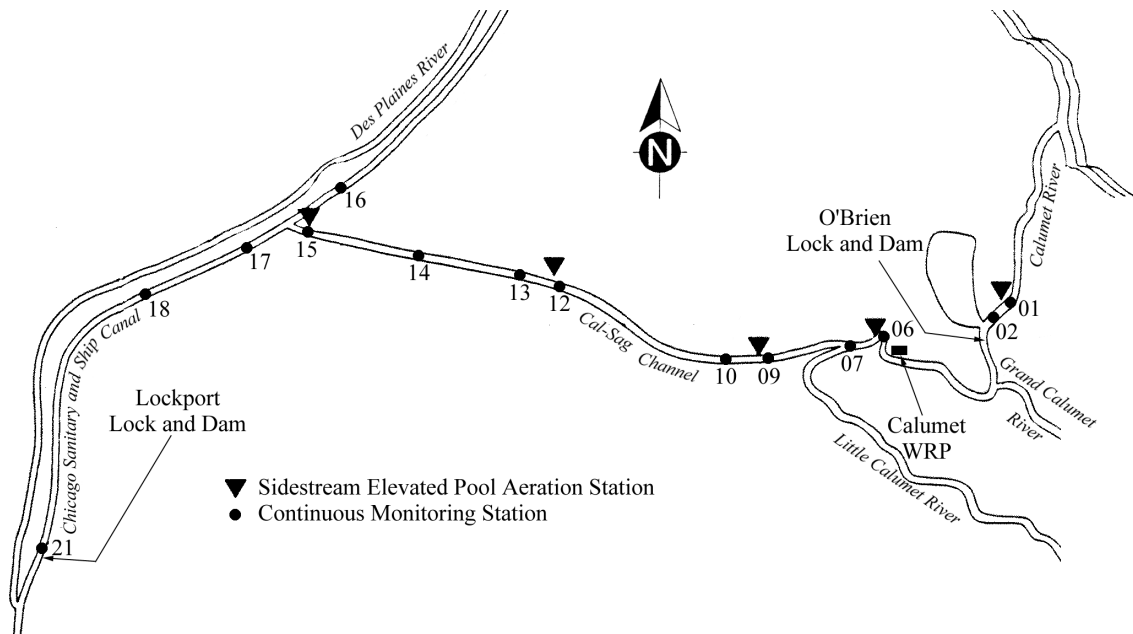 Des Plaines River
N
16
15
17
18
14
13
12
Cal-Sag
Channel
10
09
07
06
O'Brien
Lock and Dam
Calumet River
01
02
Grand Calumet
River
Calumet
WRP
Little Calumet
River
Chicago Sanitary and Ship Canal
Lockport
Lock and Dam
21
Sidestream Elevated Pool Aeration Station
Continuous Monitoring Station